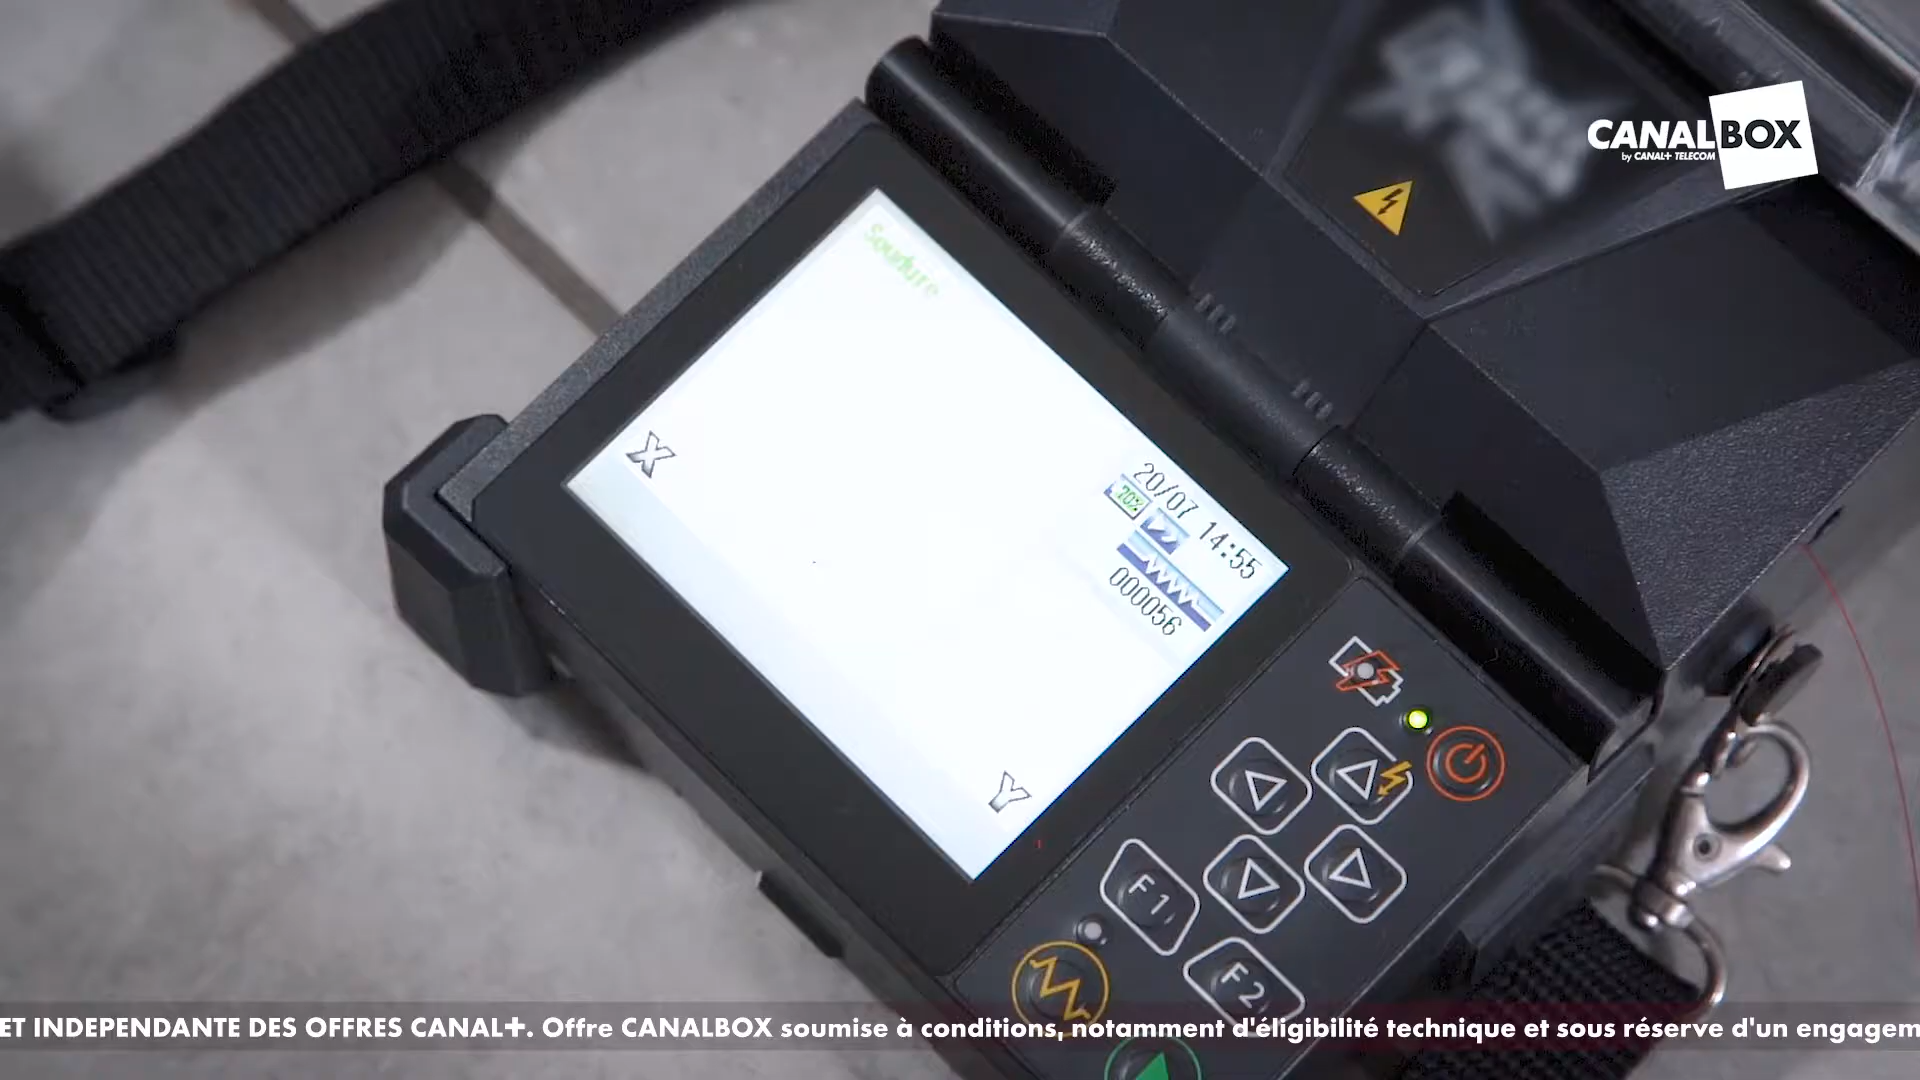 CANALBOX
by CANAL+ TELECOM
Soudure
X
20/07 14:55
70%
000056
Y
F1
F2
ET INDEPENDANTE DES OFFRES CANAL+. Offre CANALBOX soumise à conditions, notamment d'éligibilité technique et sous réserve d'un engagem